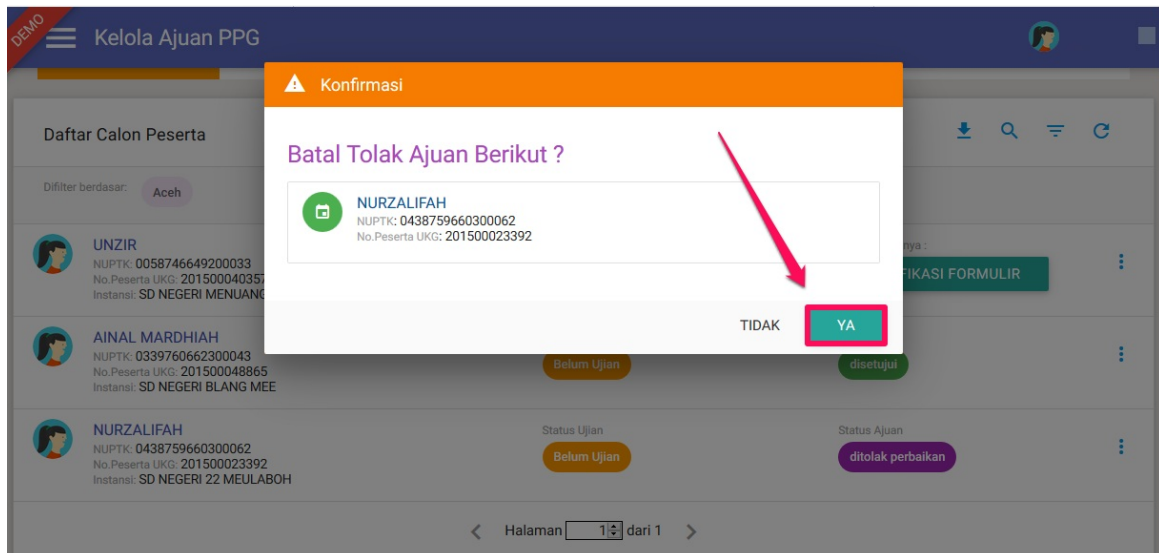 DEMO
Kelola Ajuan PPG
Konfirmasi
Batal Tolak Ajuan Berikut ?
NURZALIFAH
NUPTK: 0438759660300062
No.Peserta UKG: 201500023392
TIDAK
YA
Daftar Calon Peserta
Difilter berdasar:
Aceh
UNZIR
NUPTK: 0058746649200033
No.Peserta UKG: 20150004035
Instansi: SD NEGERI MENUANG
nya :
IKASI FORMULIR
AINAL MARDHIAH
NUPTK: 0339760662300043
No.Peserta UKG: 201500048865
Instansi: SD NEGERI BLANG MEE
Belum Ujian
disetujui
NURZALIFAH
NUPTK: 0438759660300062
No.Peserta UKG: 201500023392
Instansi: SD NEGERI 22 MEULABOH
Status Ujian
Belum Ujian
Status Ajuan
ditolak perbaikan
Halaman 1 dari 1